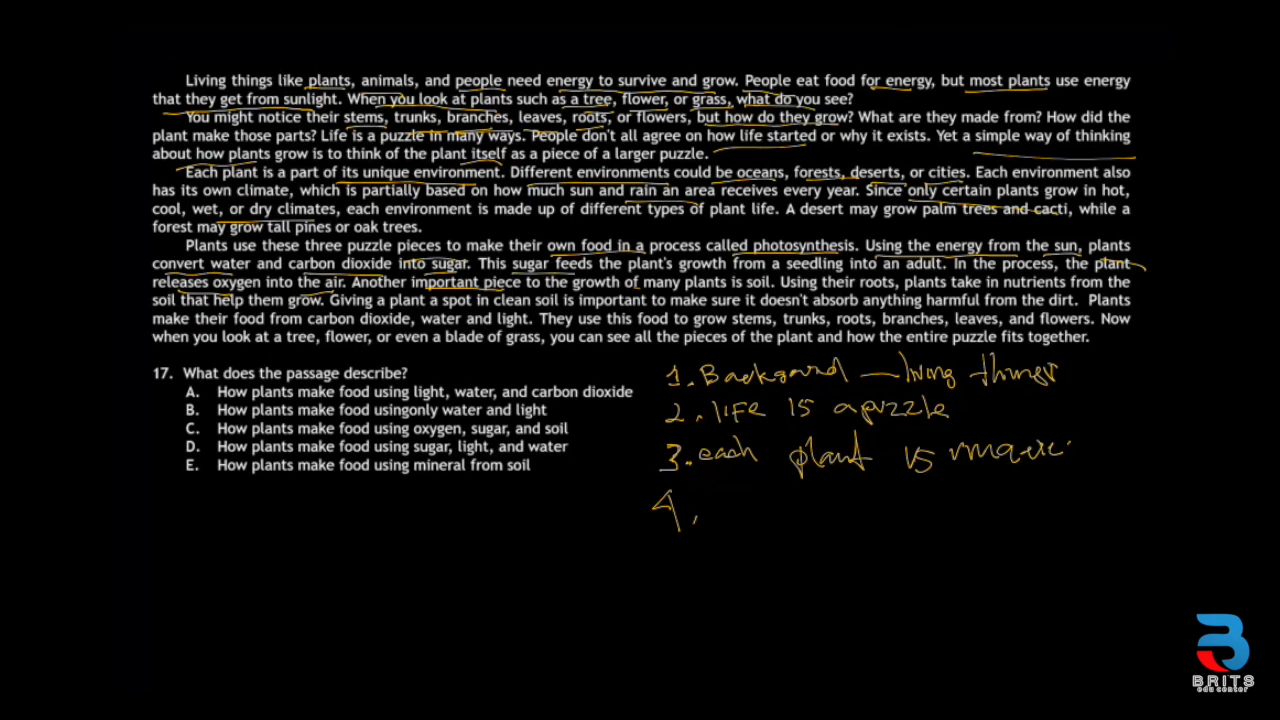 Living things like plants, animals, and people need energy to survive and grow. People eat food for energy, but most plants use energy
that they get from sunlight. When you look at plants such as a tree, flower, or grass, what do you see?
You might notice their stems, trunks, branches, leaves, roots, or flowers, but how do they grow? What are they made from? How did the
plant make those parts? Life is a puzzle in many ways. People don't all agree on how life started or why it exists. Yet a simple way of thinking
about how plants grow is to think of the plant itself as a piece of a larger puzzle.
Each plant is a part of its unique environment. Different environments could be oceans, forests, deserts, or cities. Each environment also
has its own climate, which is partially based on how much sun and rain an area receives every year. Since only certain plants grow in hot,
cool, wet, or dry climates, each environment is made up of different types of plant life. A desert may grow palm trees and cacti, while a
forest may grow tall pines or oak trees.
Plants use these three puzzle pieces to make their own food in a process called photosynthesis. Using the energy from the sun, plants
convert water and carbon dioxide into sugar. This sugar feeds the plant's growth from a seedling into an adult. In the process, the plant
releases oxygen into the air. Another important piece to the growth of many plants is soil. Using their roots, plants take in nutrients from the
soil that help them grow. Giving a plant a spot in clean soil is important to make sure it doesn't absorb anything harmful from the dirt. Plants
make their food from carbon dioxide, water and light. They use this food to grow stems, trunks, roots, branches, leaves, and flowers. Now
when you look at a tree, flower, or even a blade of grass, you can see all the pieces of the plant and how the entire puzzle fits together.
17. What does the passage describe?
A. How plants make food using light, water, and carbon dioxide
B. How plants make food usingonly water and light
C. How plants make food using oxygen, sugar, and soil
D. How plants make food using sugar, light, and water
E. How plants make food using mineral from soil
1. — living things
2. life is a puzzle
3. each plant is
4.
BRITS
edu center